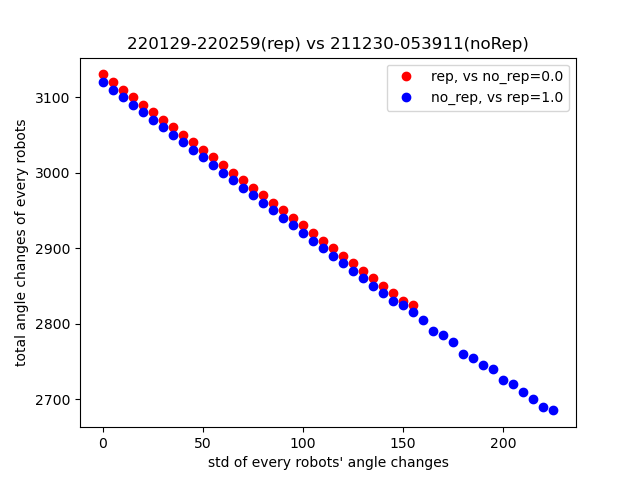 220129-220259(rep) vs 211230-053911(noRep)
rep, vs no_rep=0.0
no_rep, vs rep=1.0
total angle changes of every robots
3100
3000
2900
2800
2700
0 50 100 150 200
std of every robots' angle changes